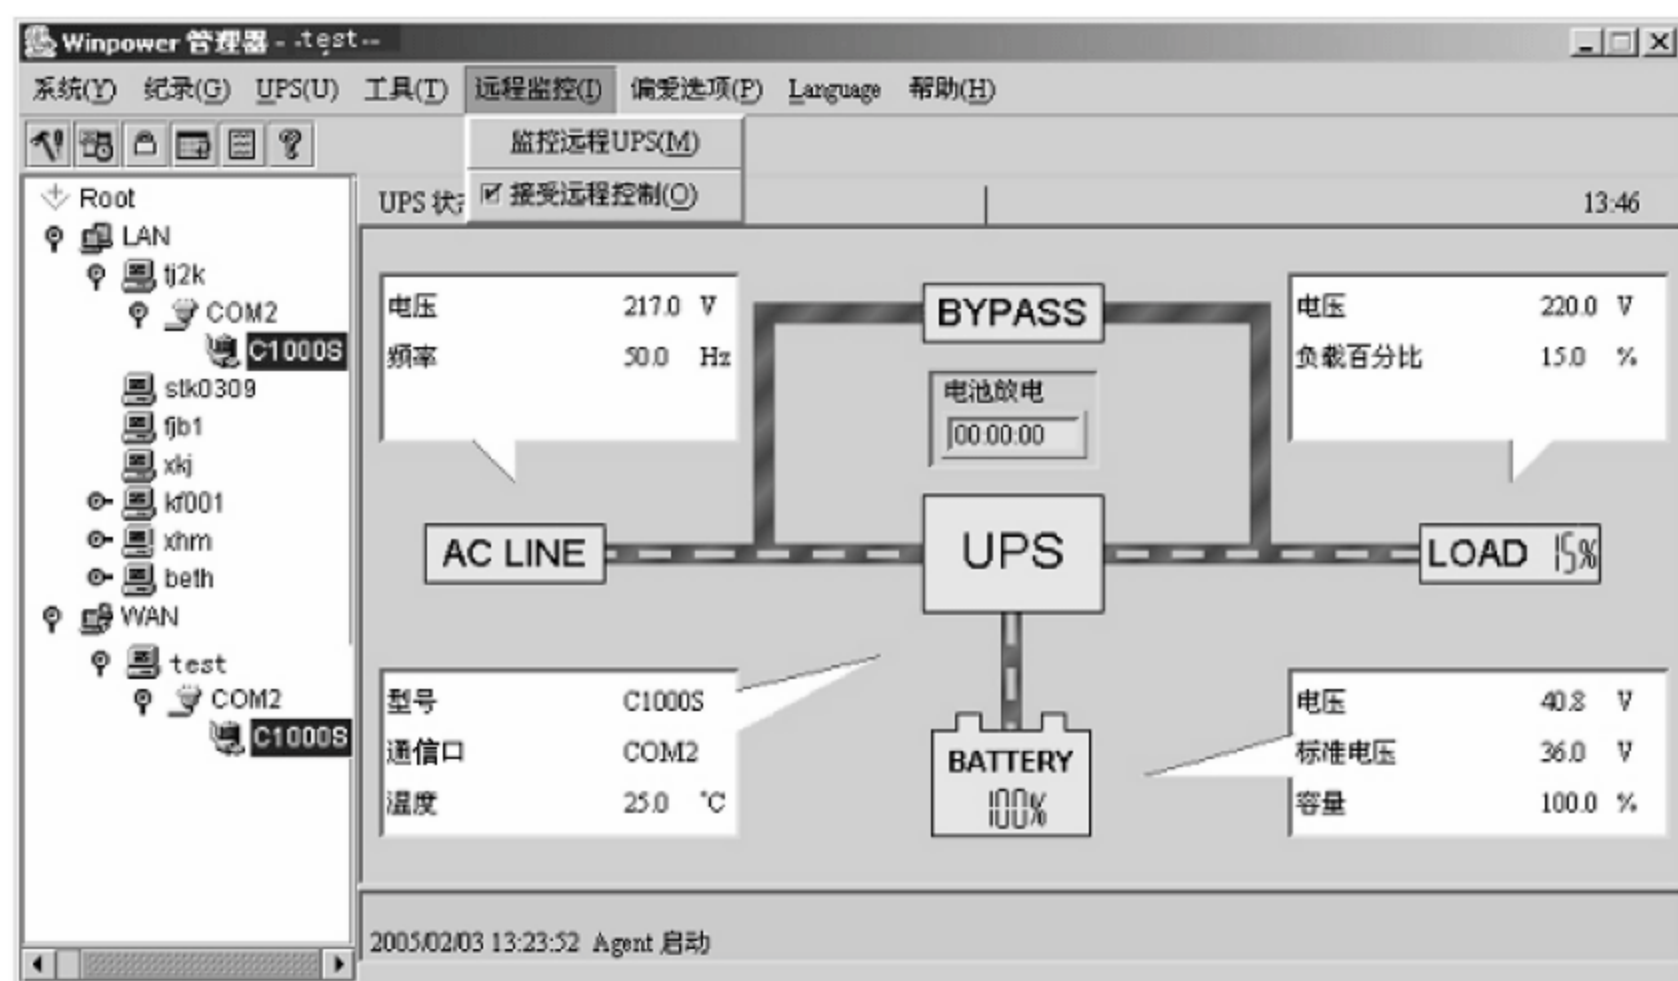 Winpower 管理器 - -test--
系统(Y) 纪录(G) UPS(U) 工具(T) 远程监控(I) 偏爱选项(P) Language 帮助(H)
监控远程UPS(M)
接受远程控制(O)
UPS 状
13:46
Root
LAN
tj2k
COM2
C1000S
stk0309
fjb1
xkj
kf001
xhm
beth
WAN
test
COM2
C1000S
电压 217.0 V
频率 50.0 Hz
BYPASS
电池放电
00:00:00
电压 220.0 V
负载百分比 15.0 %
AC LINE
UPS
LOAD 15%
型号 C1000S
通信口 COM2
温度 25.0 °C
BATTERY
100%
电压 40.8 V
标准电压 36.0 V
容量 100.0 %
2005/02/03 13:23:52 Agent 启动